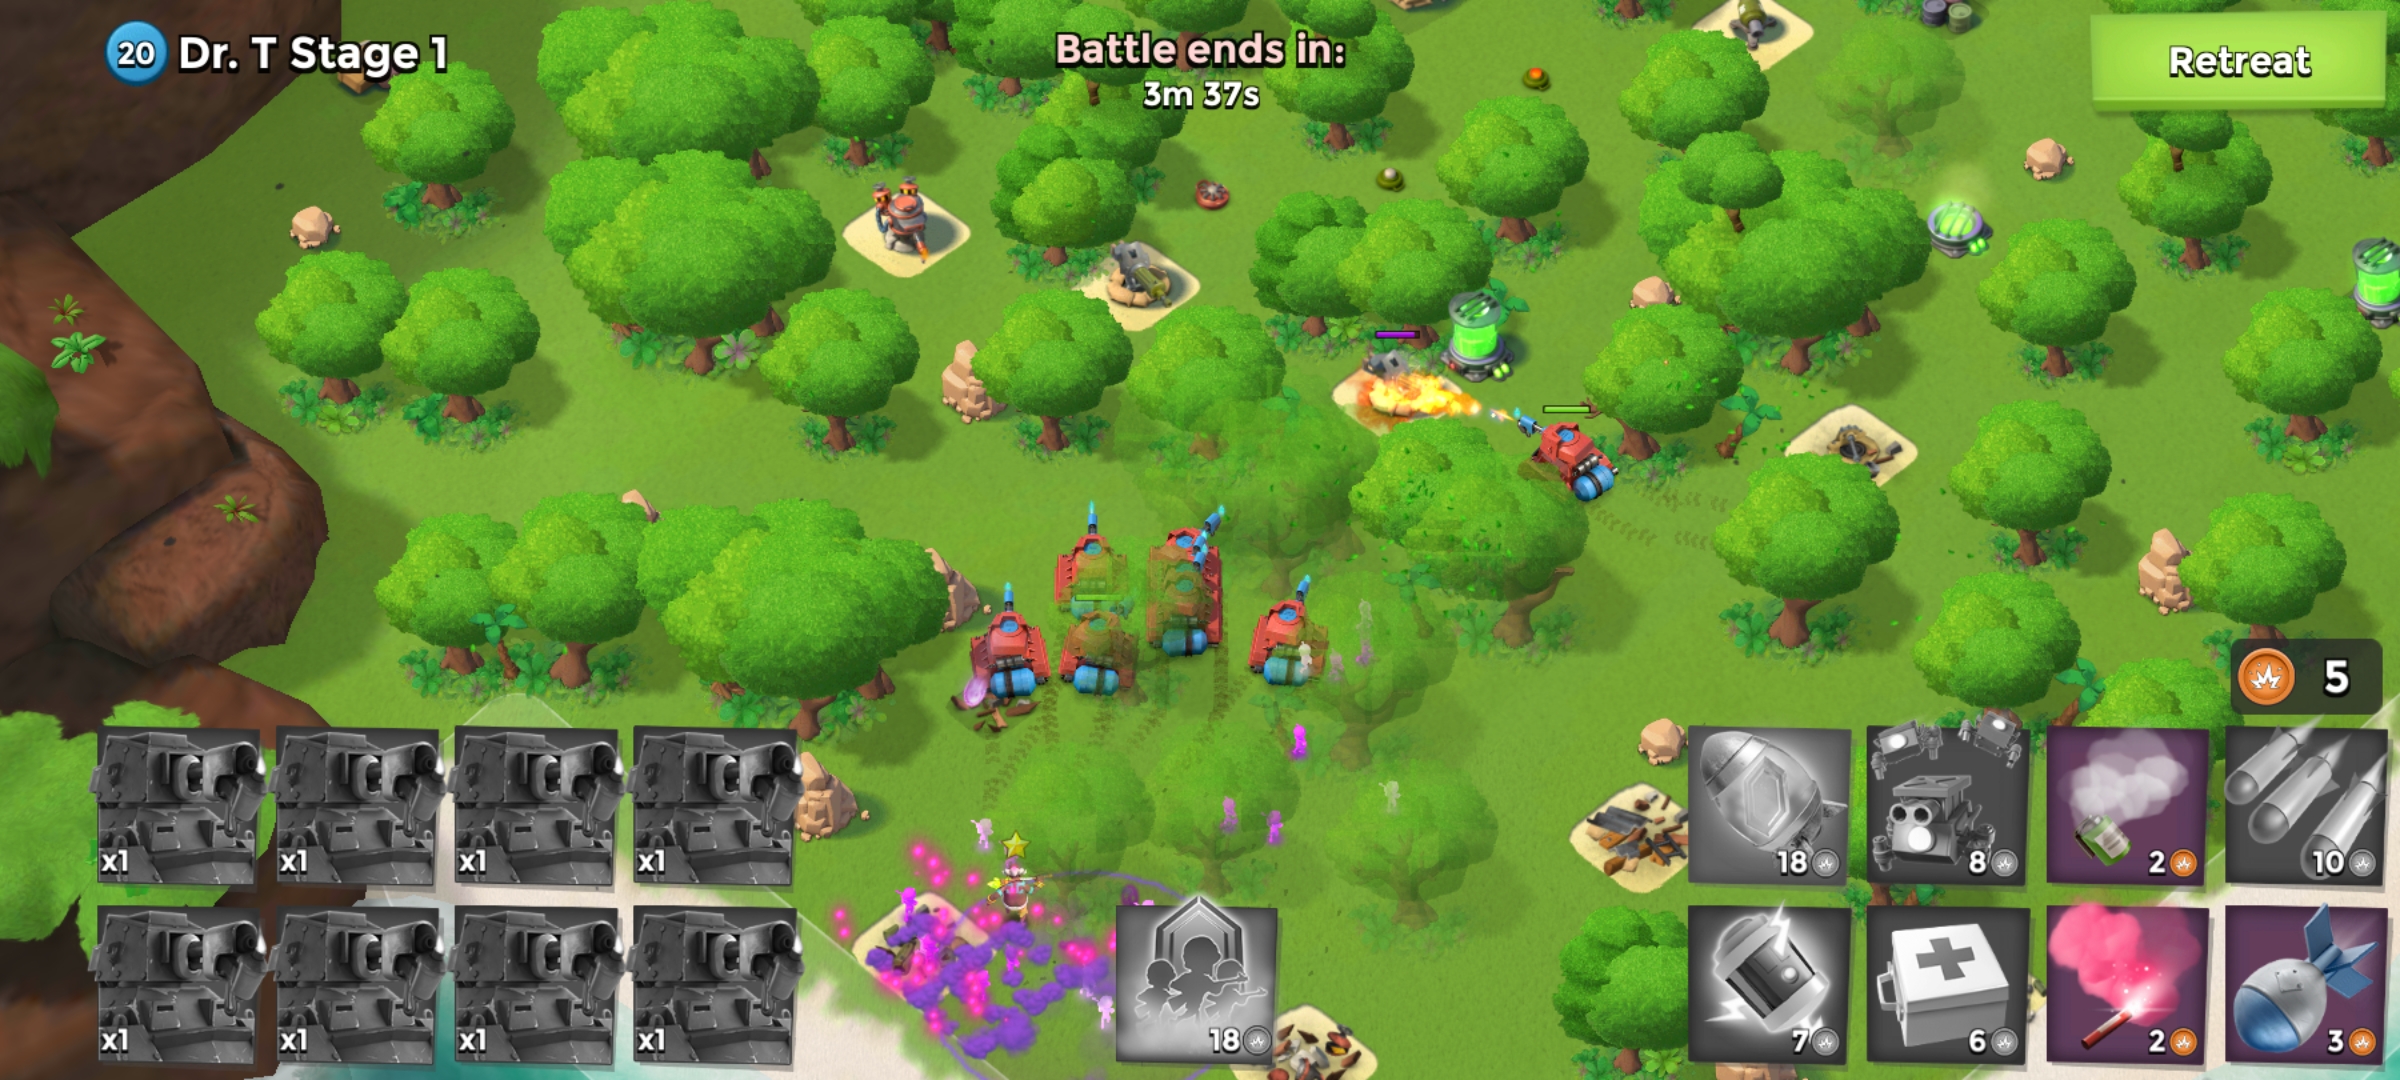 20 Dr. T Stage 1
Battle ends in:
3m 37s
Retreat
5
x1 x1 x1 x1
18 8 2 10
x1 x1 x1 x1
18
7 6 2 3